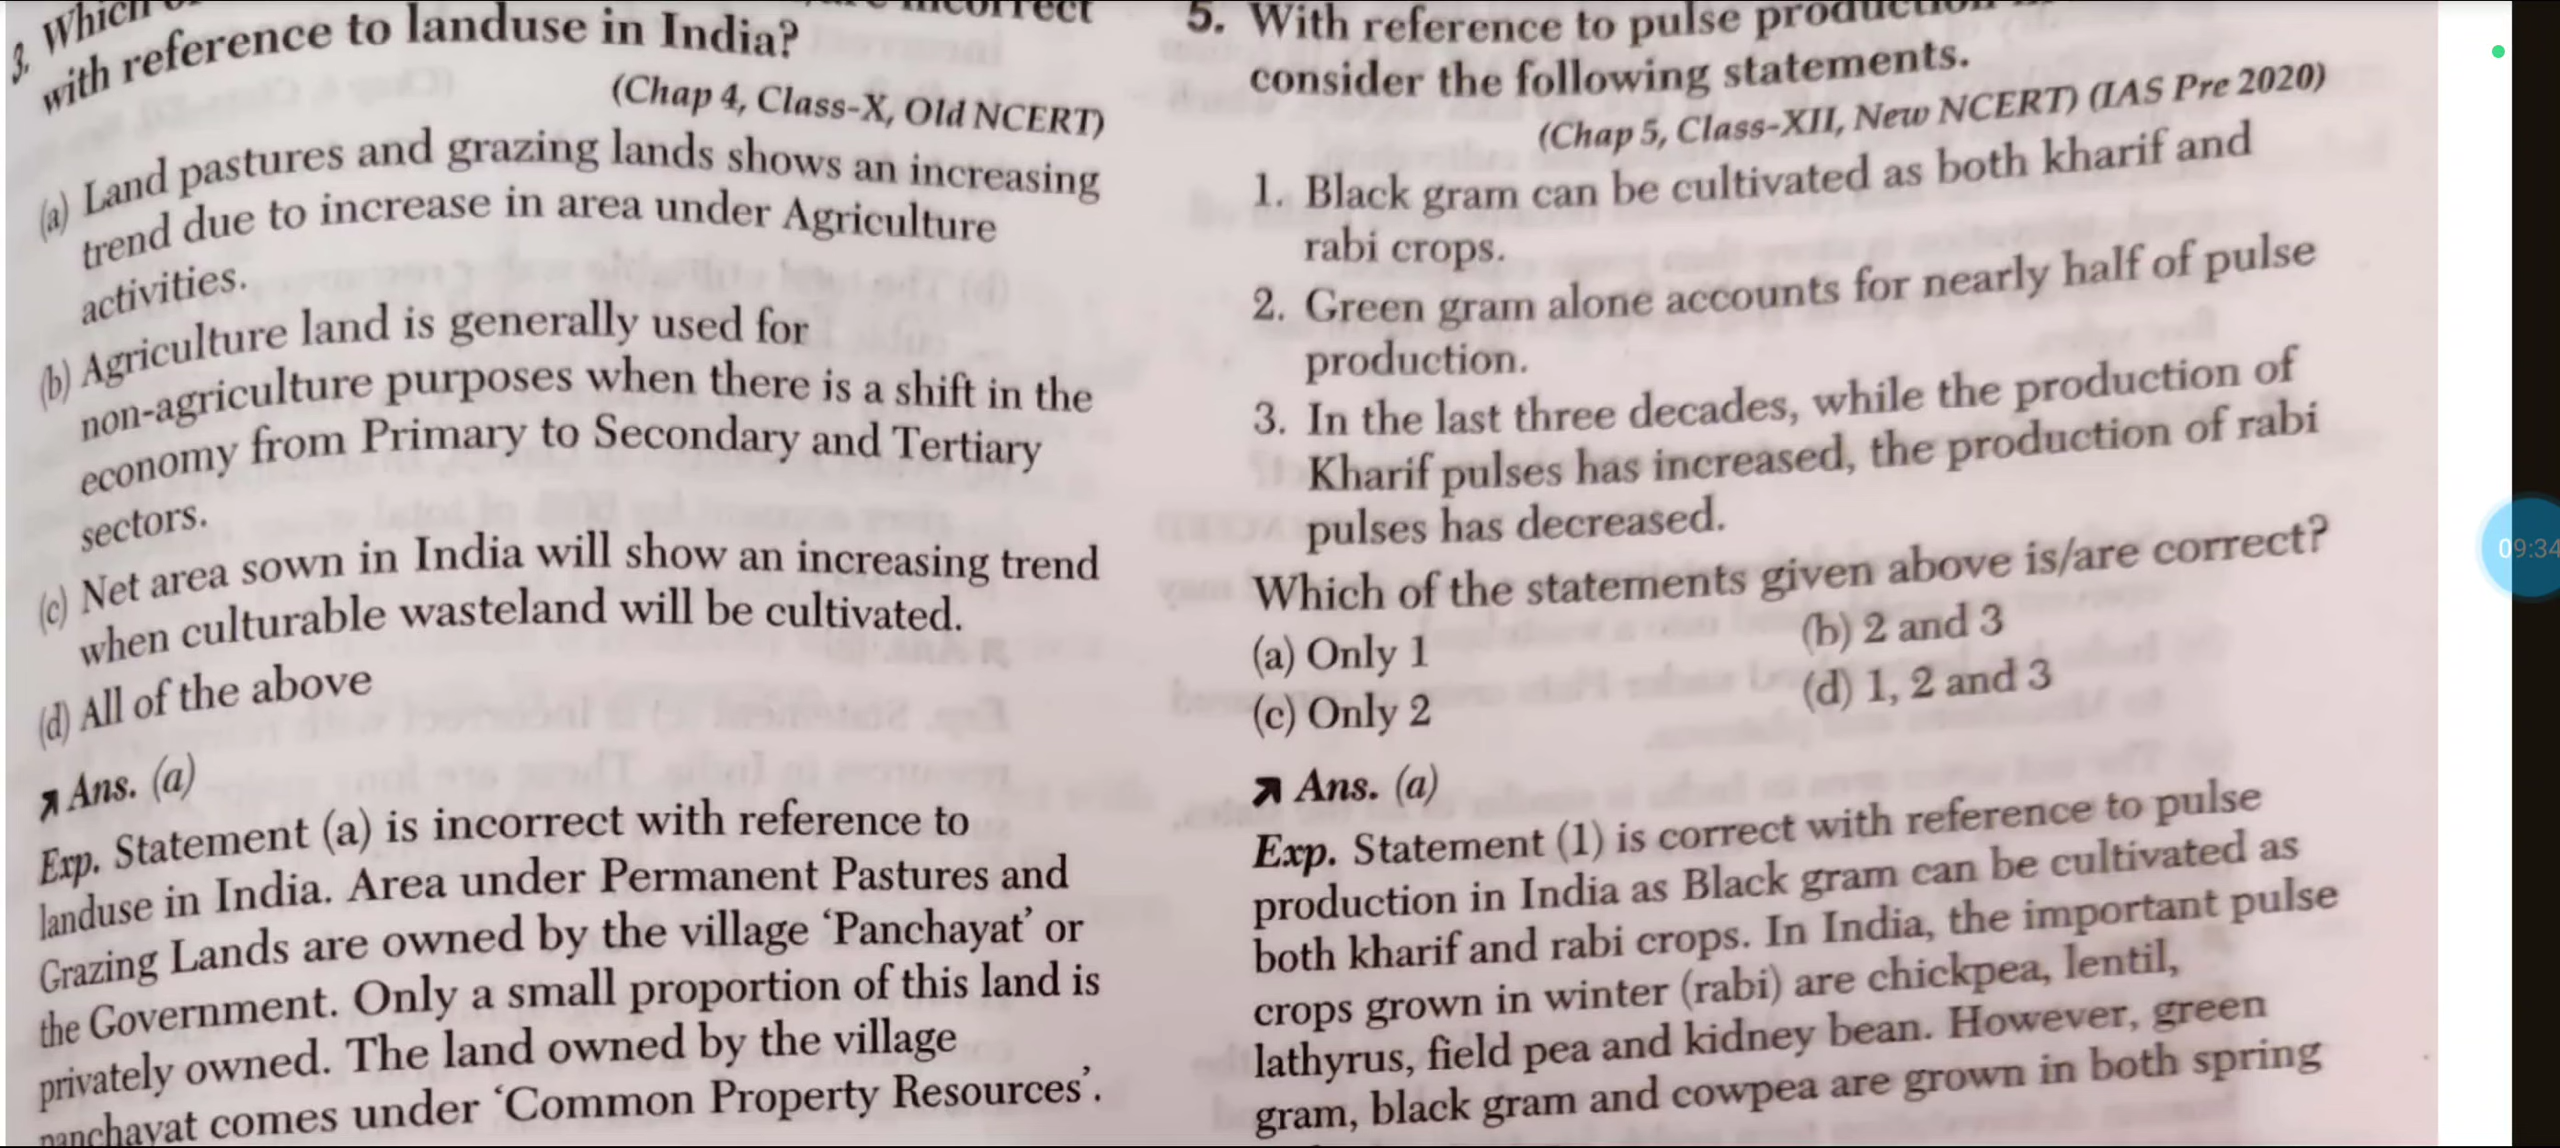 3. Which
with reference to landuse in India?
(Chap 4, Class-X, Old NCERT)
(a) Land pastures and grazing lands shows an increasing
trend due to increase in area under Agriculture
activities.
(b) Agriculture land is generally used for
non-agriculture purposes when there is a shift in the
economy from Primary to Secondary and Tertiary
sectors.
(c) Net area sown in India will show an increasing trend
when culturable wasteland will be cultivated.
(d) All of the above
Ans. (a)
Exp. Statement (a) is incorrect with reference to
landuse in India. Area under Permanent Pastures and
Grazing Lands are owned by the village ‘Panchayat’ or
the Government. Only a small proportion of this land is
privately owned. The land owned by the village
panchayat comes under ‘Common Property Resources’.
5. With reference to pulse production
consider the following statements.
(Chap 5, Class-XII, New NCERT) (IAS Pre 2020)
1. Black gram can be cultivated as both kharif and
rabi crops.
2. Green gram alone accounts for nearly half of pulse
production.
3. In the last three decades, while the production of
Kharif pulses has increased, the production of rabi
pulses has decreased.
Which of the statements given above is/are correct?
(a) Only 1 (b) 2 and 3
(c) Only 2 (d) 1, 2 and 3
Ans. (a)
Exp. Statement (1) is correct with reference to pulse
production in India as Black gram can be cultivated as
both kharif and rabi crops. In India, the important pulse
crops grown in winter (rabi) are chickpea, lentil,
lathyrus, field pea and kidney bean. However, green
gram, black gram and cowpea are grown in both spring
09:34